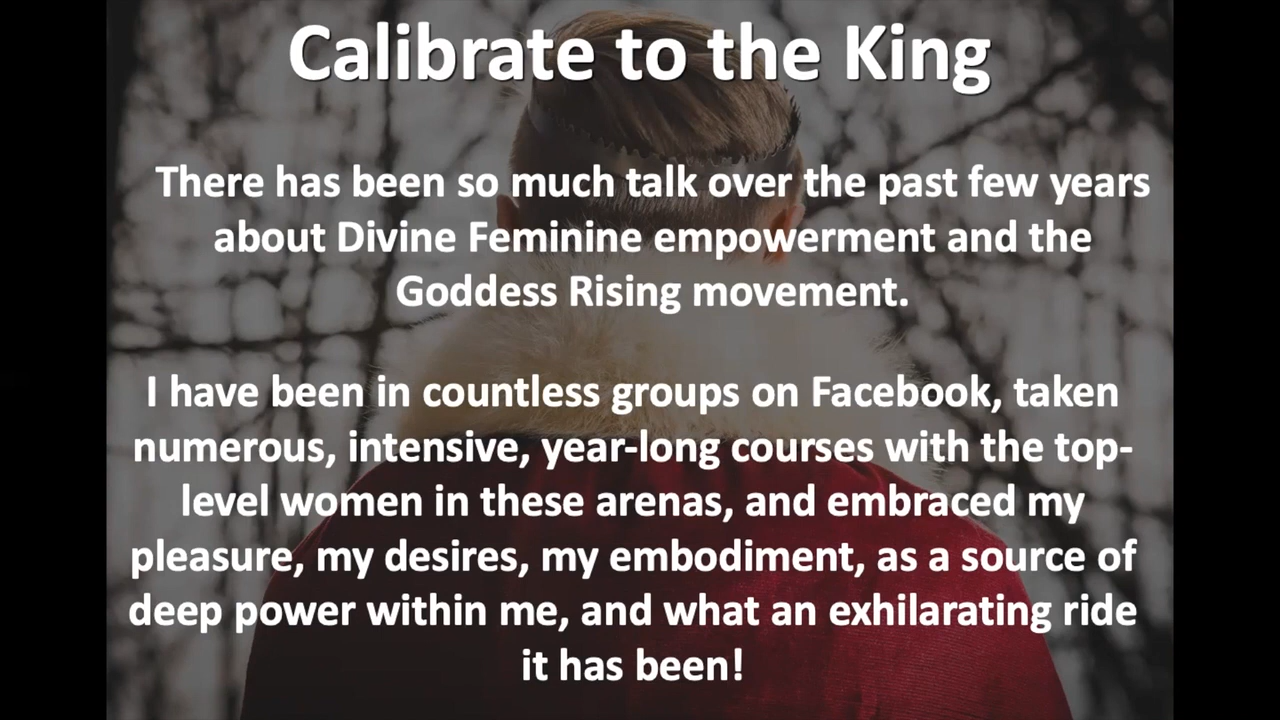 Calibrate to the King
There has been so much talk over the past few years
about Divine Feminine empowerment and the
Goddess Rising movement.
I have been in countless groups on Facebook, taken
numerous, intensive, year-long courses with the top-
level women in these arenas, and embraced my
pleasure, my desires, my embodiment, as a source of
deep power within me, and what an exhilarating ride
it has been!